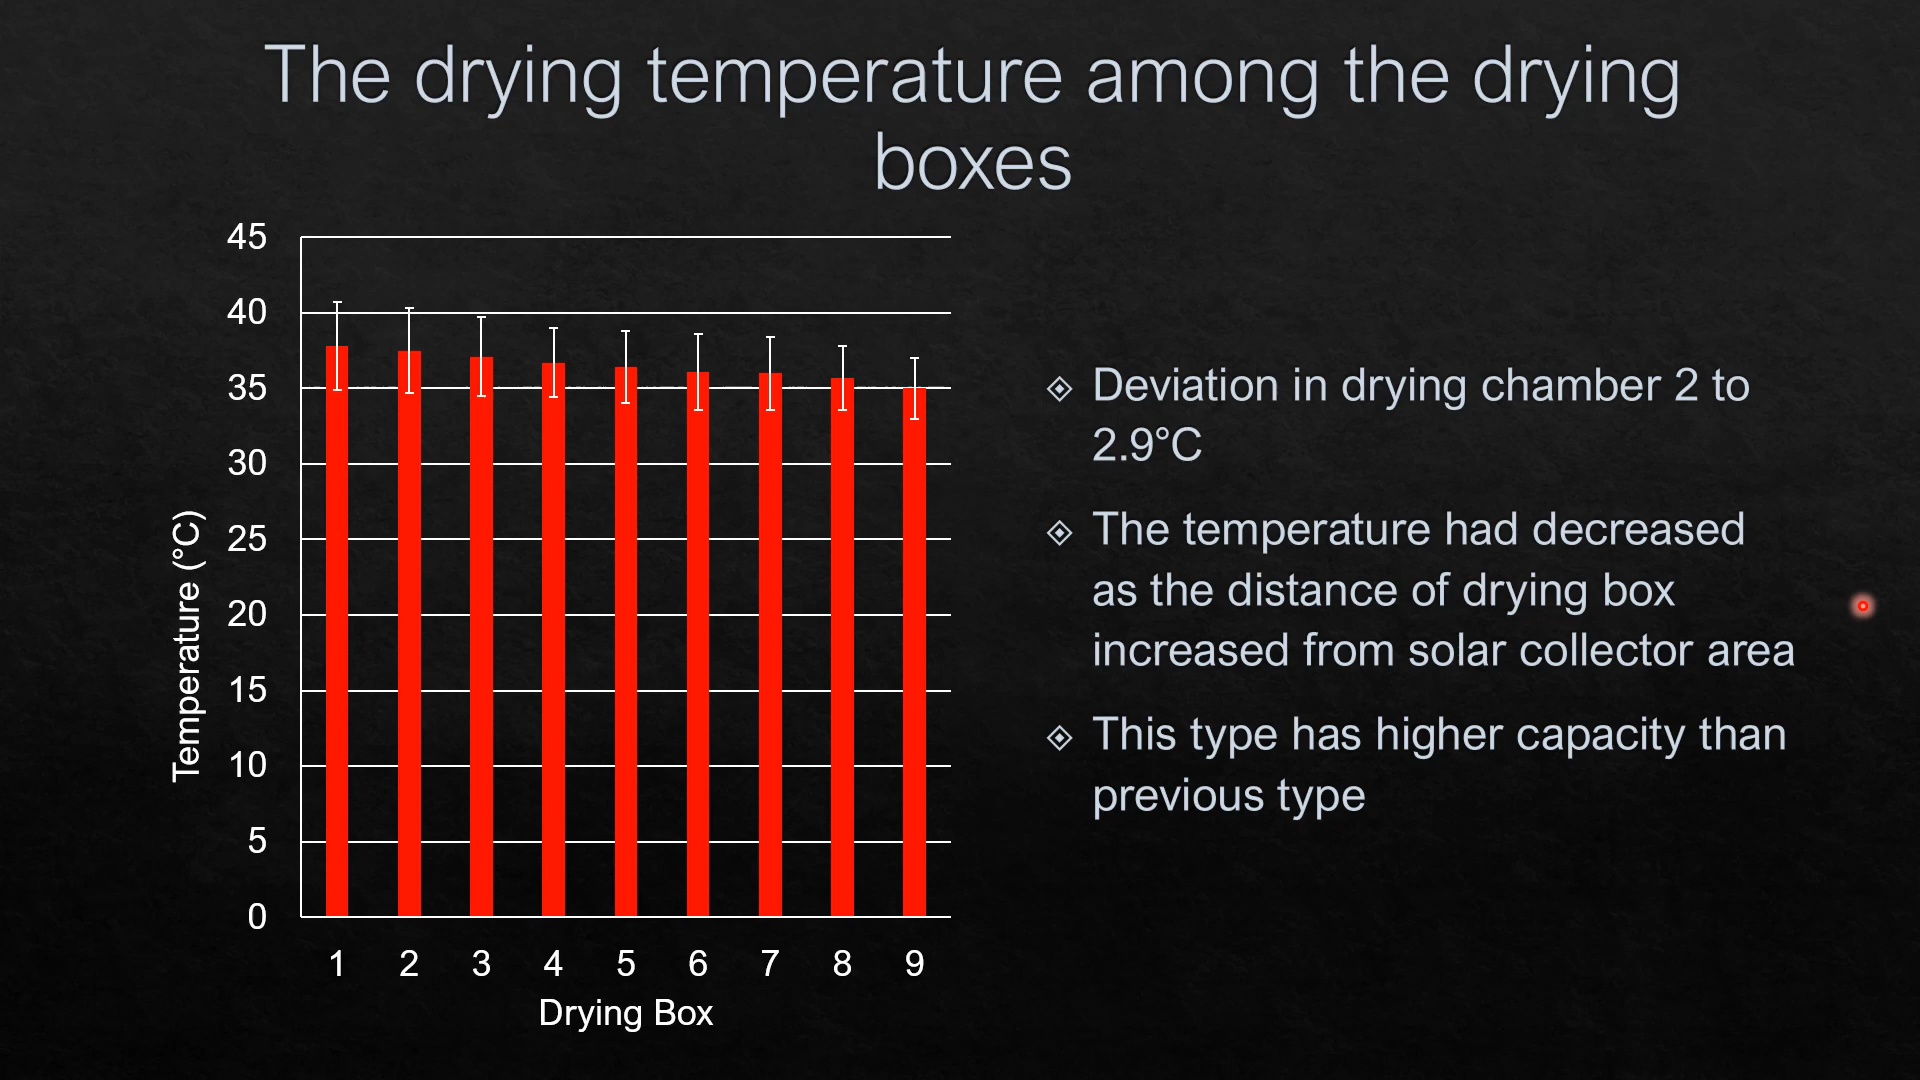 The drying temperature among the drying
boxes
45
40
35
30
25
20
15
10
5
0
Temperature (°C)
1 2 3 4 5 6 7 8 9
Drying Box
Deviation in drying chamber 2 to
2.9°C
The temperature had decreased
as the distance of drying box
increased from solar collector area
This type has higher capacity than
previous type